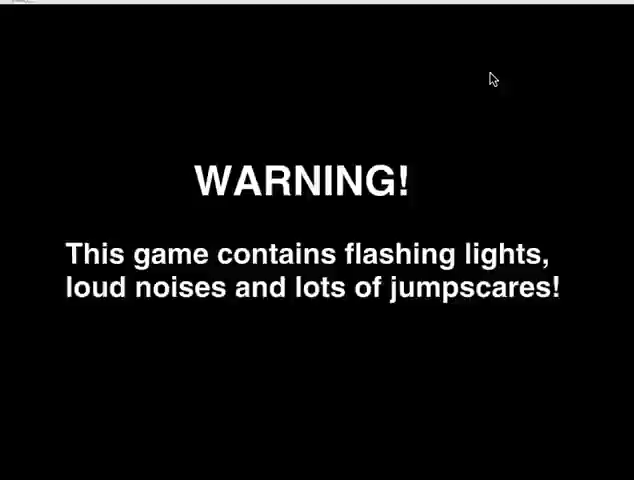 WARNING!
This game contains flashing lights,
loud noises and lots of jumpscares!